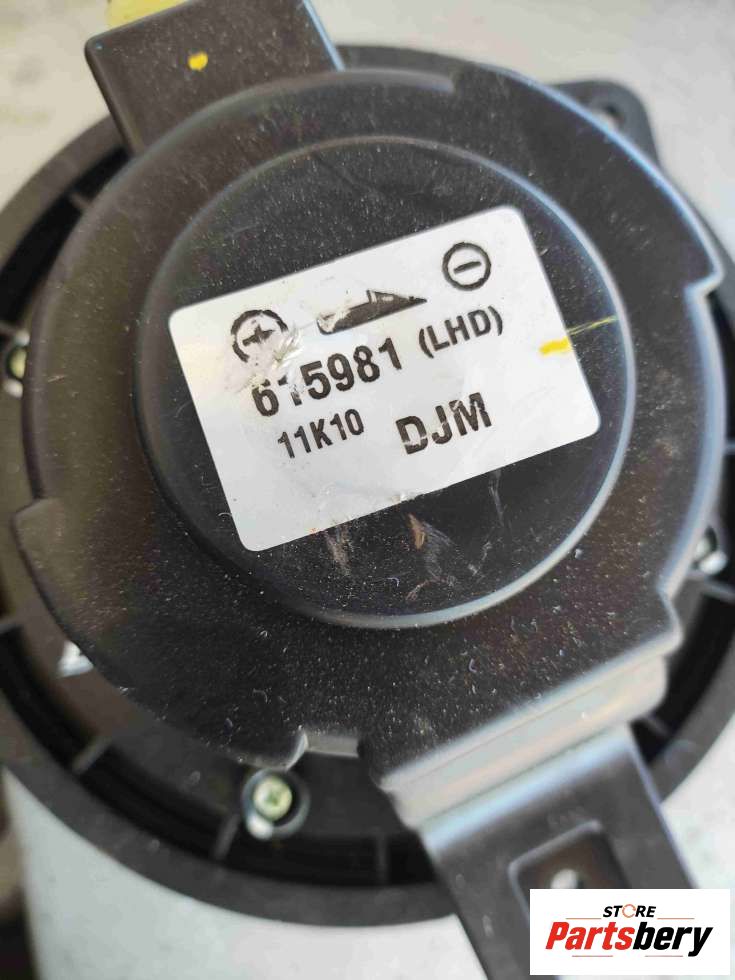 615981 (LHD)
11K10 DJM
STORE
Partsbery